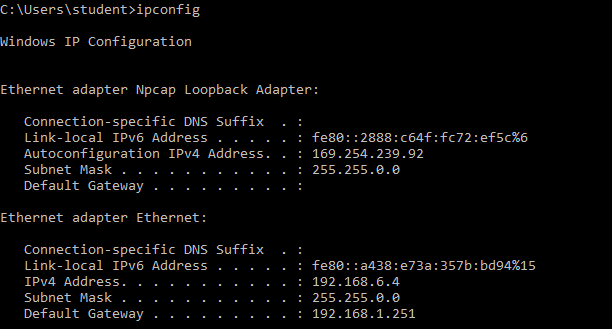 C:\Users\student>ipconfig
Windows IP Configuration
Ethernet adapter Npcap Loopback Adapter:
Connection-specific DNS Suffix  . :
Link-local IPv6 Address . . . . . : fe80::2888:c64f:fc72:ef5c%6
Autoconfiguration IPv4 Address. . : 169.254.239.92
Subnet Mask . . . . . . . . . . . : 255.255.0.0
Default Gateway . . . . . . . . . :
Ethernet adapter Ethernet:
Connection-specific DNS Suffix  . :
Link-local IPv6 Address . . . . . : fe80::a438:e73a:357b:bd94%15
IPv4 Address. . . . . . . . . . . : 192.168.6.4
Subnet Mask . . . . . . . . . . . : 255.255.0.0
Default Gateway . . . . . . . . . : 192.168.1.251